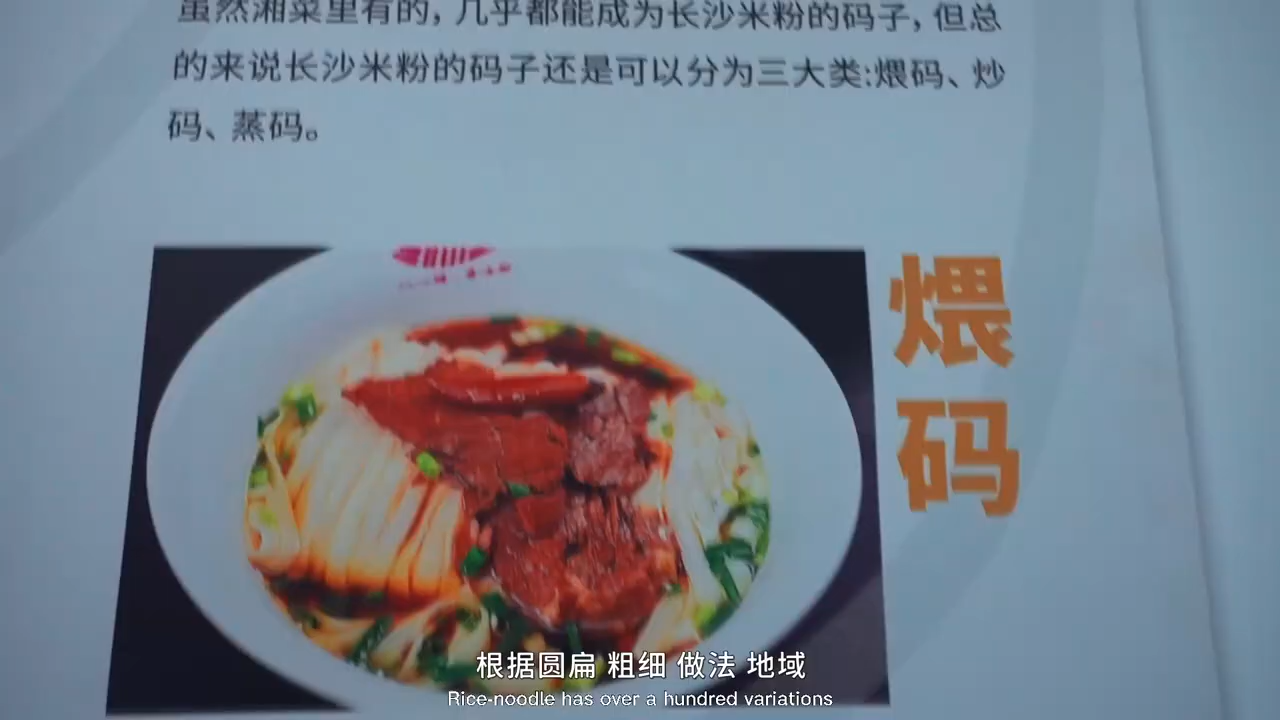 虽然湘菜里有的，几乎都能成为长沙米粉的码子，但总
的来说长沙米粉的码子还是可以分为三大类:煨码、炒
码、蒸码。
煨
码
根据圆扁 粗细 做法 地域
Rice-noodle has over a hundred variations